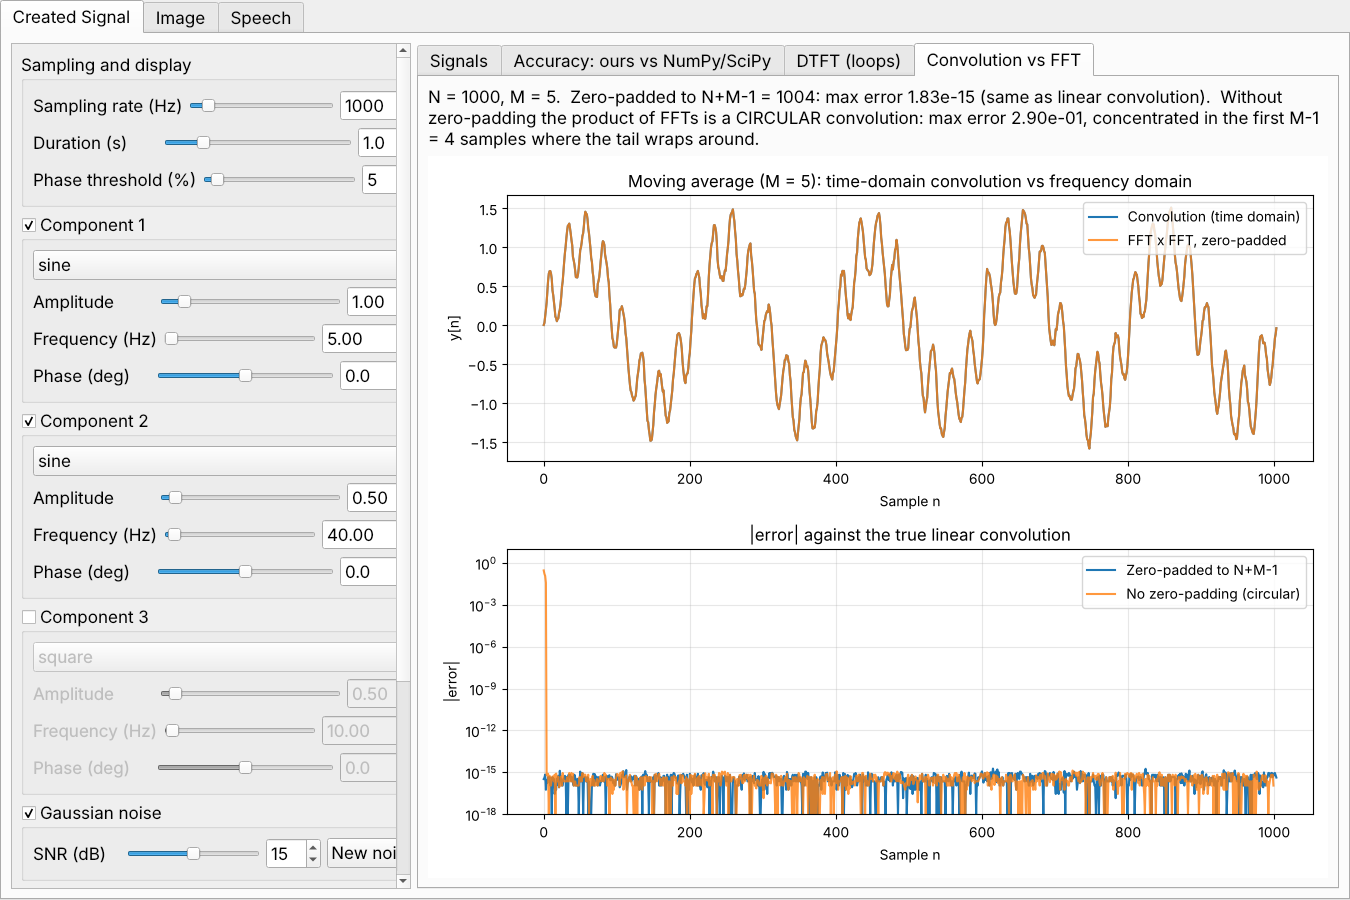 Created Signal
Image
Speech
Sampling and display
Sampling rate (Hz)
1000
Duration (s)
1.0
Phase threshold (%)
5
Component 1
sine
Amplitude
1.00
Frequency (Hz)
5.00
Phase (deg)
0.0
Component 2
sine
Amplitude
0.50
Frequency (Hz)
40.00
Phase (deg)
0.0
Component 3
square
Amplitude
0.50
Frequency (Hz)
10.00
Phase (deg)
0.0
Gaussian noise
SNR (dB)
15
New noi
Signals
Accuracy: ours vs NumPy/SciPy
DTFT (loops)
Convolution vs FFT
N = 1000, M = 5.  Zero-padded to N+M-1 = 1004: max error 1.83e-15 (same as linear convolution).  Without
zero-padding the product of FFTs is a CIRCULAR convolution: max error 2.90e-01, concentrated in the first M-1
= 4 samples where the tail wraps around.
Moving average (M = 5): time-domain convolution vs frequency domain
Convolution (time domain)
FFT x FFT, zero-padded
y[n]
1.5
1.0
0.5
0.0
−0.5
−1.0
−1.5
0 200 400 600 800 1000
Sample n
|error| against the true linear convolution
Zero-padded to N+M-1
No zero-padding (circular)
|error|
10⁰
10⁻³
10⁻⁶
10⁻⁹
10⁻¹²
10⁻¹⁵
10⁻¹⁸
0 200 400 600 800 1000
Sample n